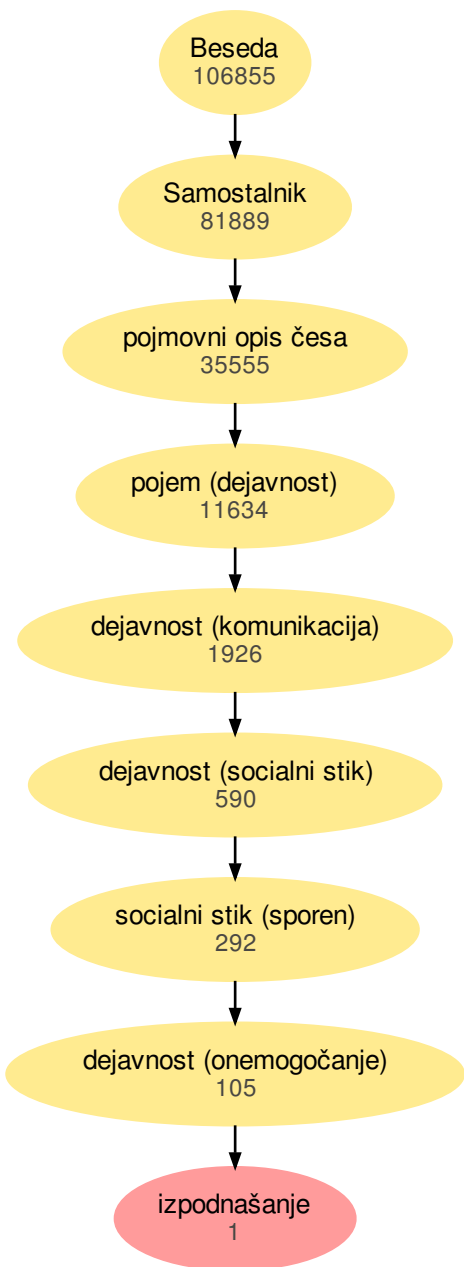 Beseda
106855
Samostalnik
81889
pojmovni opis česa
35555
pojem (dejavnost)
11634
dejavnost (komunikacija)
1926
dejavnost (socialni stik)
590
socialni stik (sporen)
292
dejavnost (onemogočanje)
105
izpodnašanje
1